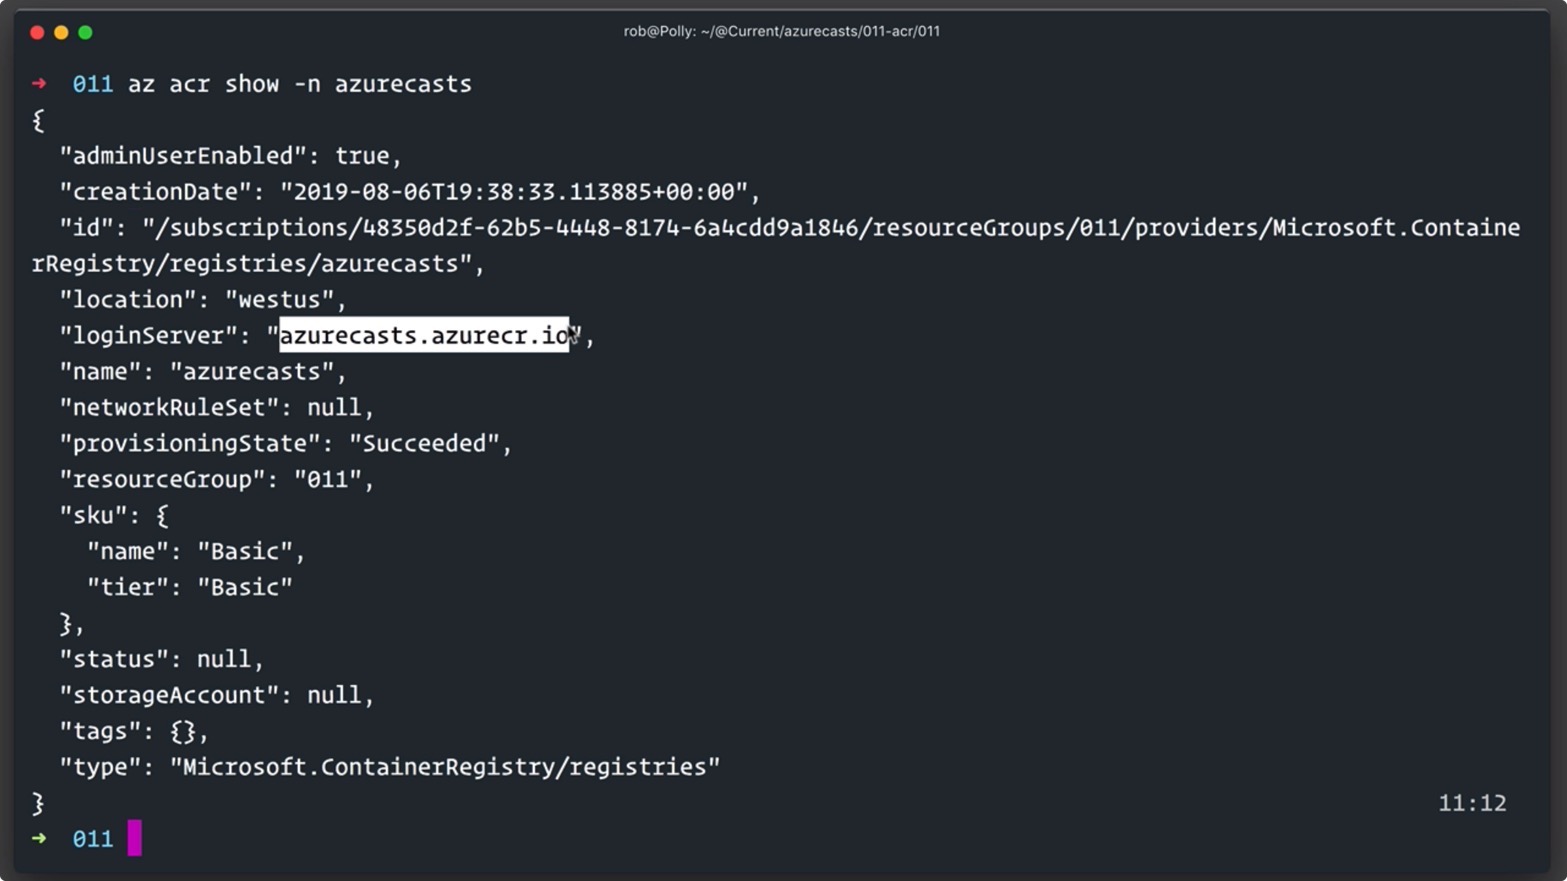 rob@Polly: ~/@Current/azurecasts/011-acr/011
➜ 011 az acr show -n azurecasts
{
"adminUserEnabled": true,
"creationDate": "2019-08-06T19:38:33.113885+00:00",
"id": "/subscriptions/48350d2f-62b5-4448-8174-6a4cdd9a1846/resourceGroups/011/providers/Microsoft.Containe
rRegistry/registries/azurecasts",
"location": "westus",
"loginServer": "azurecasts.azurecr.io",
"name": "azurecasts",
"networkRuleSet": null,
"provisioningState": "Succeeded",
"resourceGroup": "011",
"sku": {
"name": "Basic",
"tier": "Basic"
},
"status": null,
"storageAccount": null,
"tags": {},
"type": "Microsoft.ContainerRegistry/registries"
}
11:12
➜ 011